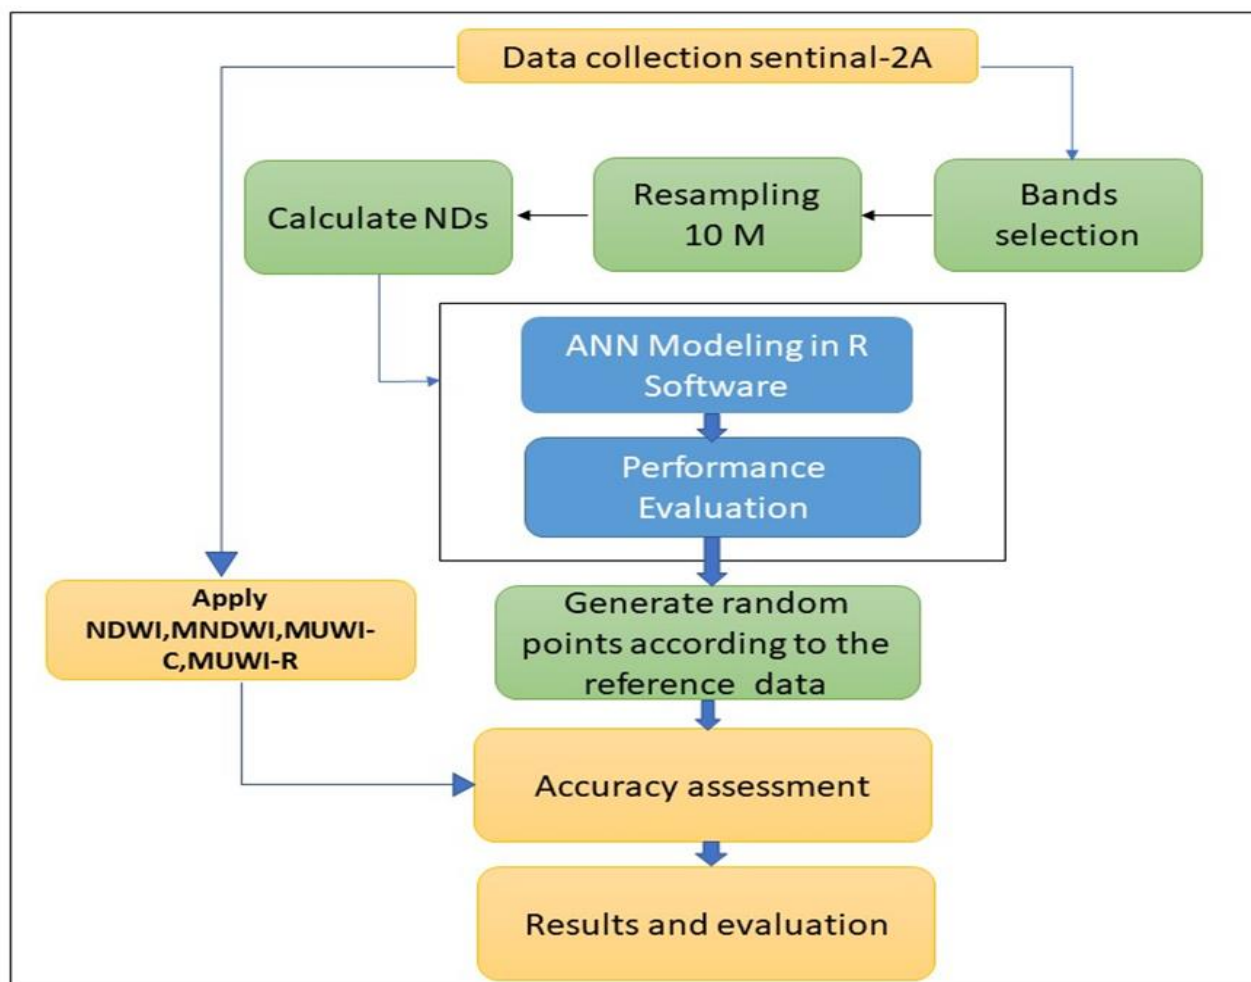 Data collection sentinal-2A
Calculate NDs
Resampling
10 M
Bands
selection
ANN Modeling in R
Software
Performance
Evaluation
Apply
NDWI,MNDWI,MUWI-
C,MUWI-R
Generate random
points according to the
reference data
Accuracy assessment
Results and evaluation